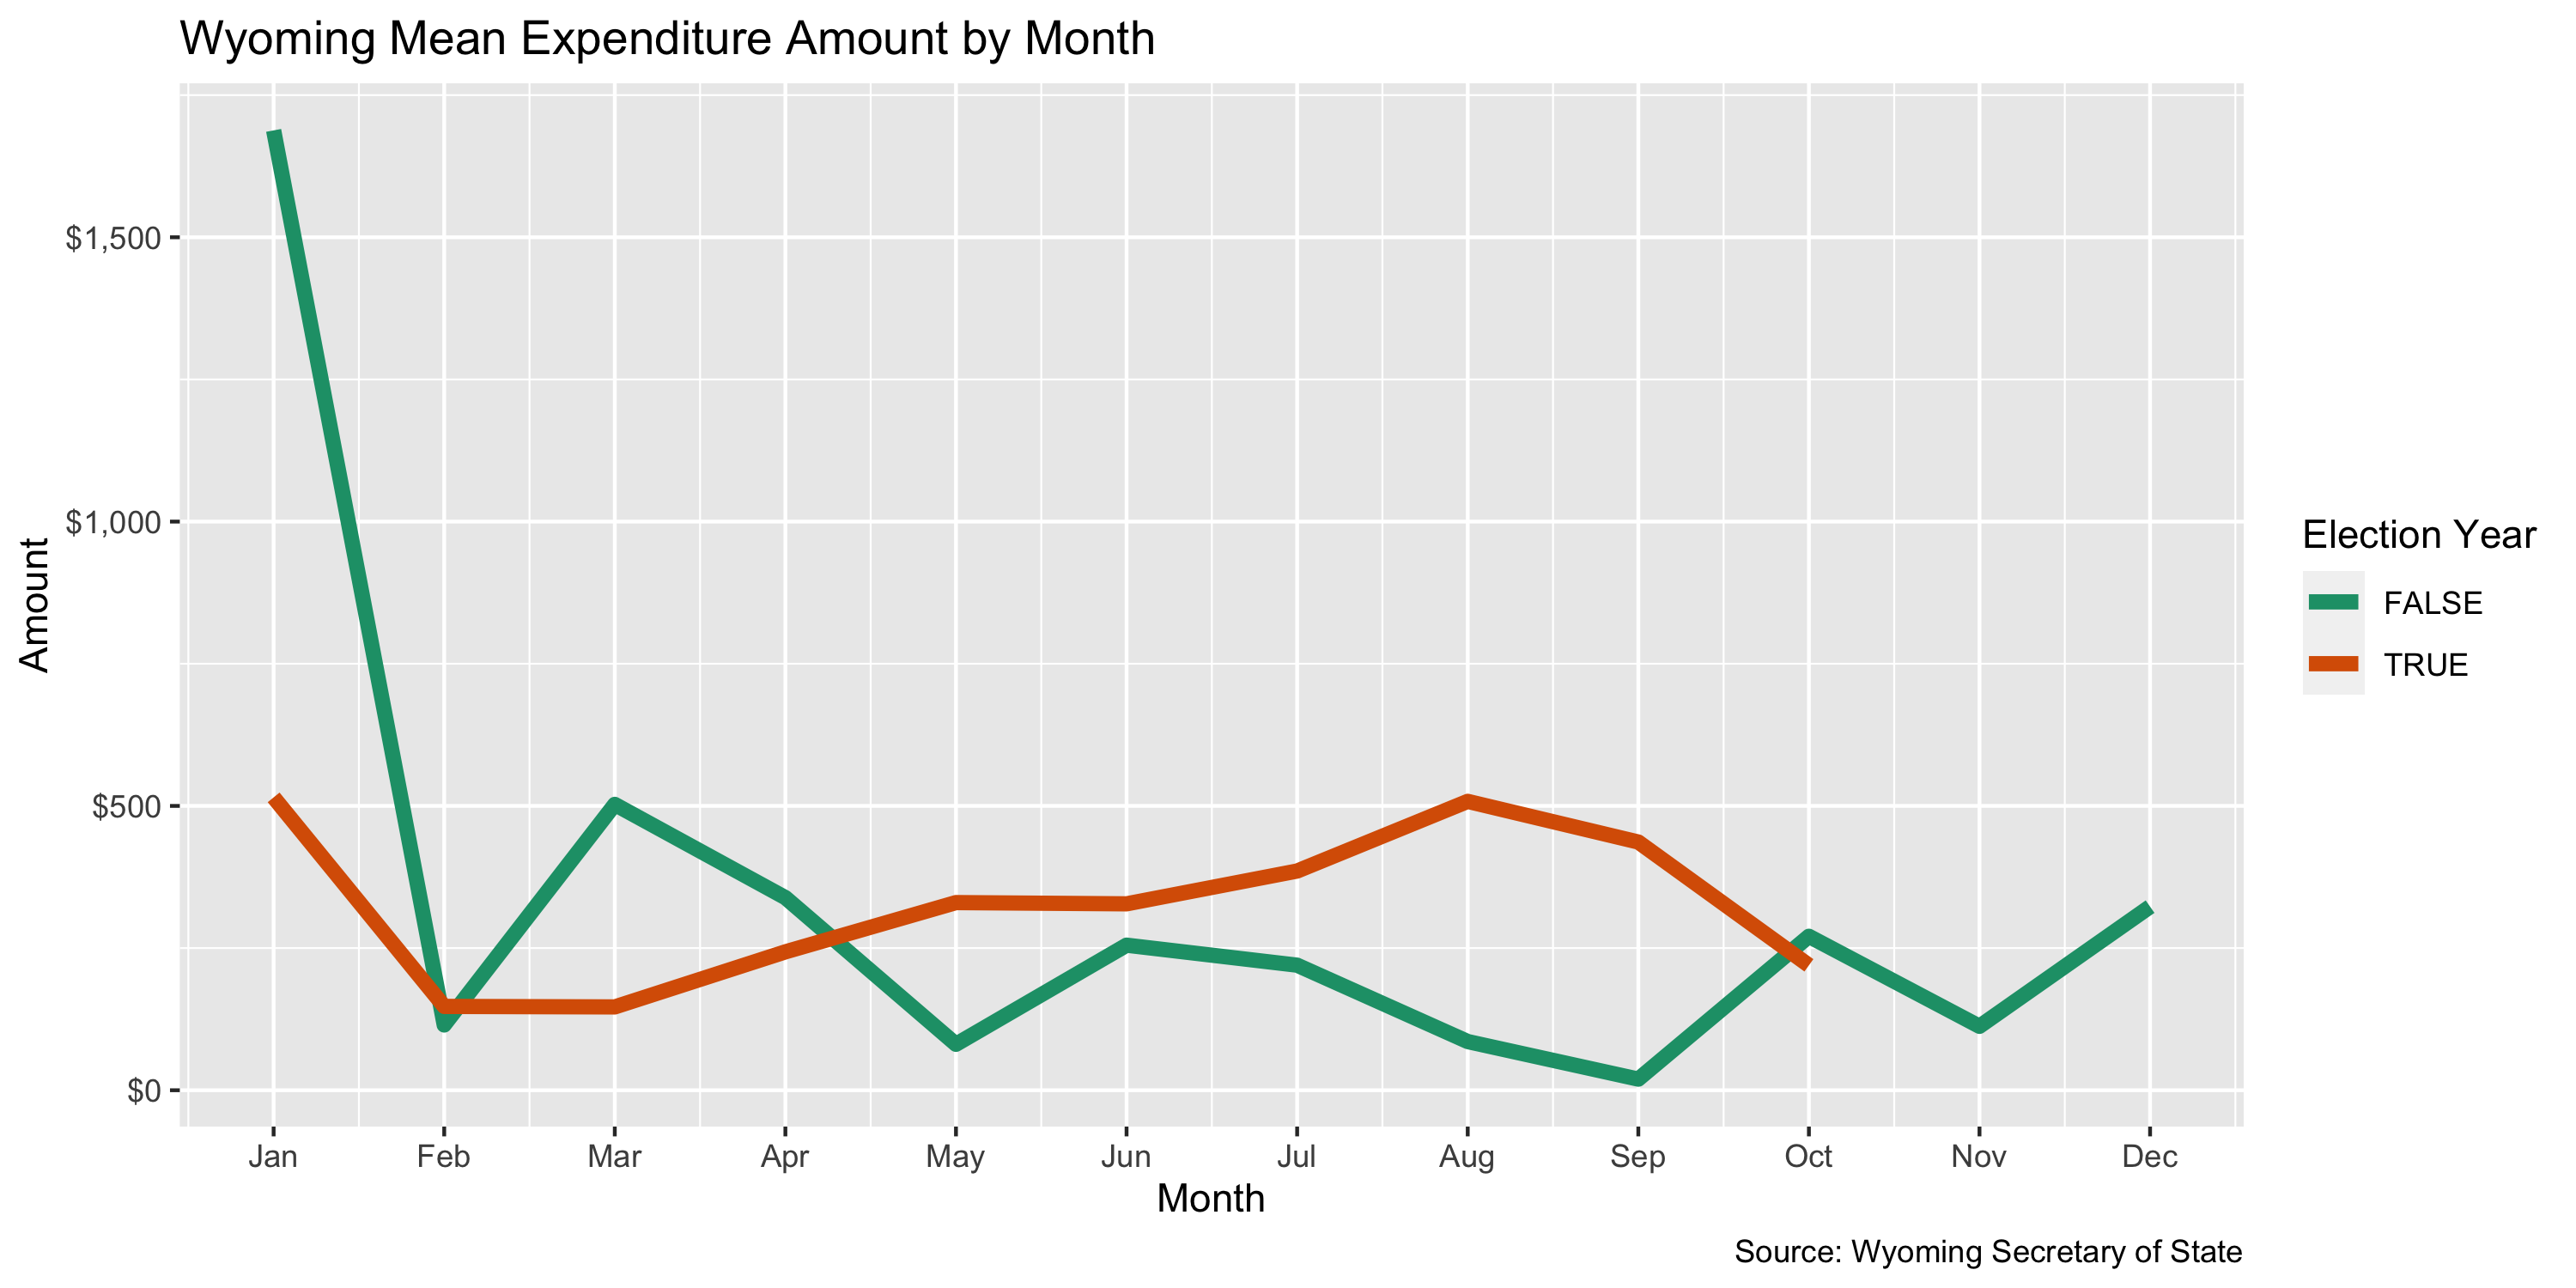 Wyoming Mean Expenditure Amount by Month
Amount
$1,500
$1,000
$500
$0
Jan Feb Mar Apr May Jun Jul Aug Sep Oct Nov Dec
Month
Election Year
FALSE
TRUE
Source: Wyoming Secretary of State